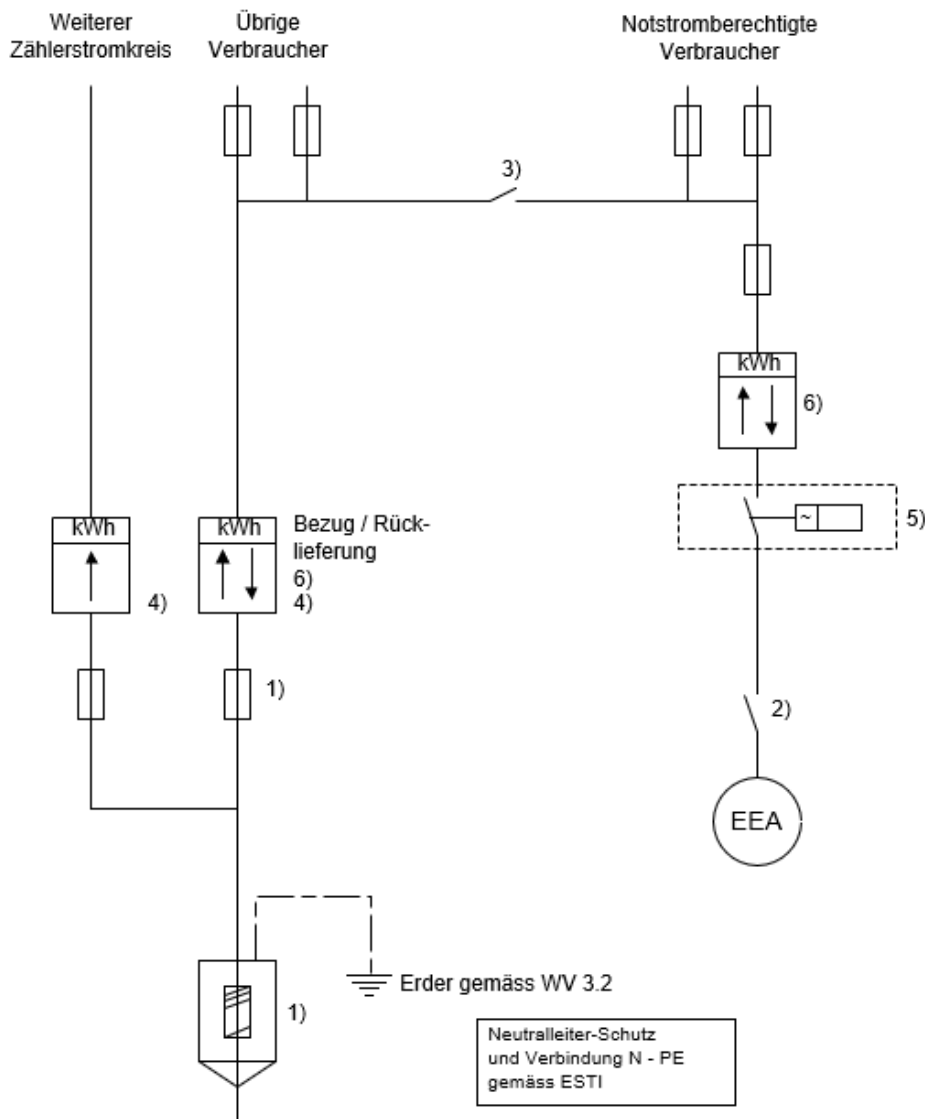 Weiterer
Zählerstromkreis
Übrige
Verbraucher
Notstromberechtigte
Verbraucher
3)
kWh
6)
5)
kWh
4)
kWh
Bezug / Rück-
lieferung
6)
4)
1)
2)
EEA
Erder gemäss WV 3.2
1)
Neutralleiter-Schutz
und Verbindung N - PE
gemäss ESTI
~